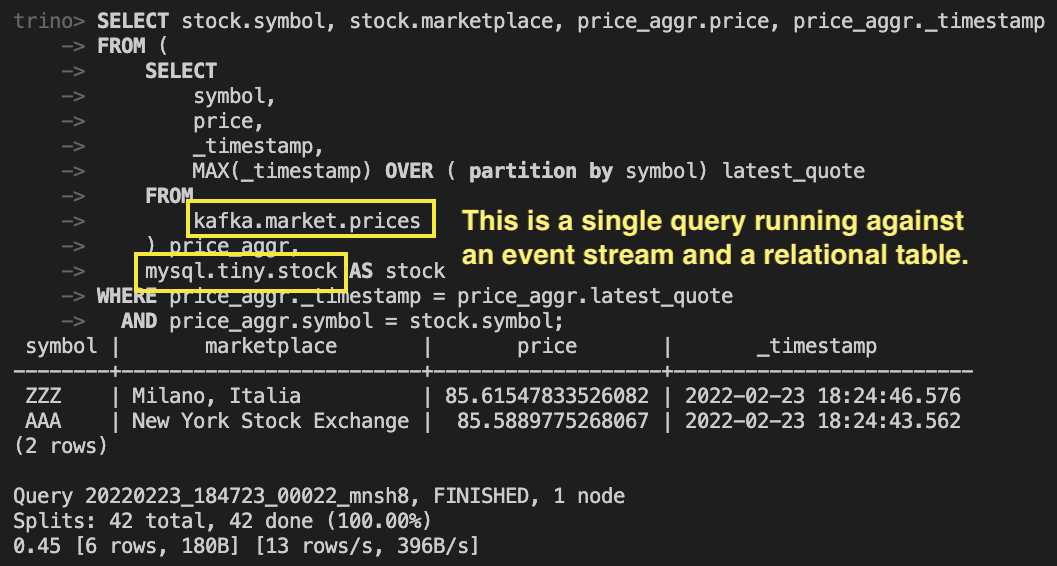 trino> SELECT stock.symbol, stock.marketplace, price_aggr.price, price_aggr._timestamp
    -> FROM (
    ->     SELECT
    ->         symbol,
    ->         price,
    ->         _timestamp,
    ->         MAX(_timestamp) OVER ( partition by symbol) latest_quote
    ->     FROM
    ->         kafka.market.prices
    ->     ) price_aggr,
    ->     mysql.tiny.stock AS stock
    -> WHERE price_aggr._timestamp = price_aggr.latest_quote
    ->   AND price_aggr.symbol = stock.symbol;
This is a single query running against
an event stream and a relational table.
 symbol |       marketplace       |       price       |       _timestamp
--------+-------------------------+-------------------+-------------------------
 ZZZ    | Milano, Italia          | 85.61547833526082 | 2022-02-23 18:24:46.576
 AAA    | New York Stock Exchange |  85.5889775268067 | 2022-02-23 18:24:43.562
(2 rows)

Query 20220223_184723_00022_mnsh8, FINISHED, 1 node
Splits: 42 total, 42 done (100.00%)
0.45 [6 rows, 180B] [13 rows/s, 396B/s]